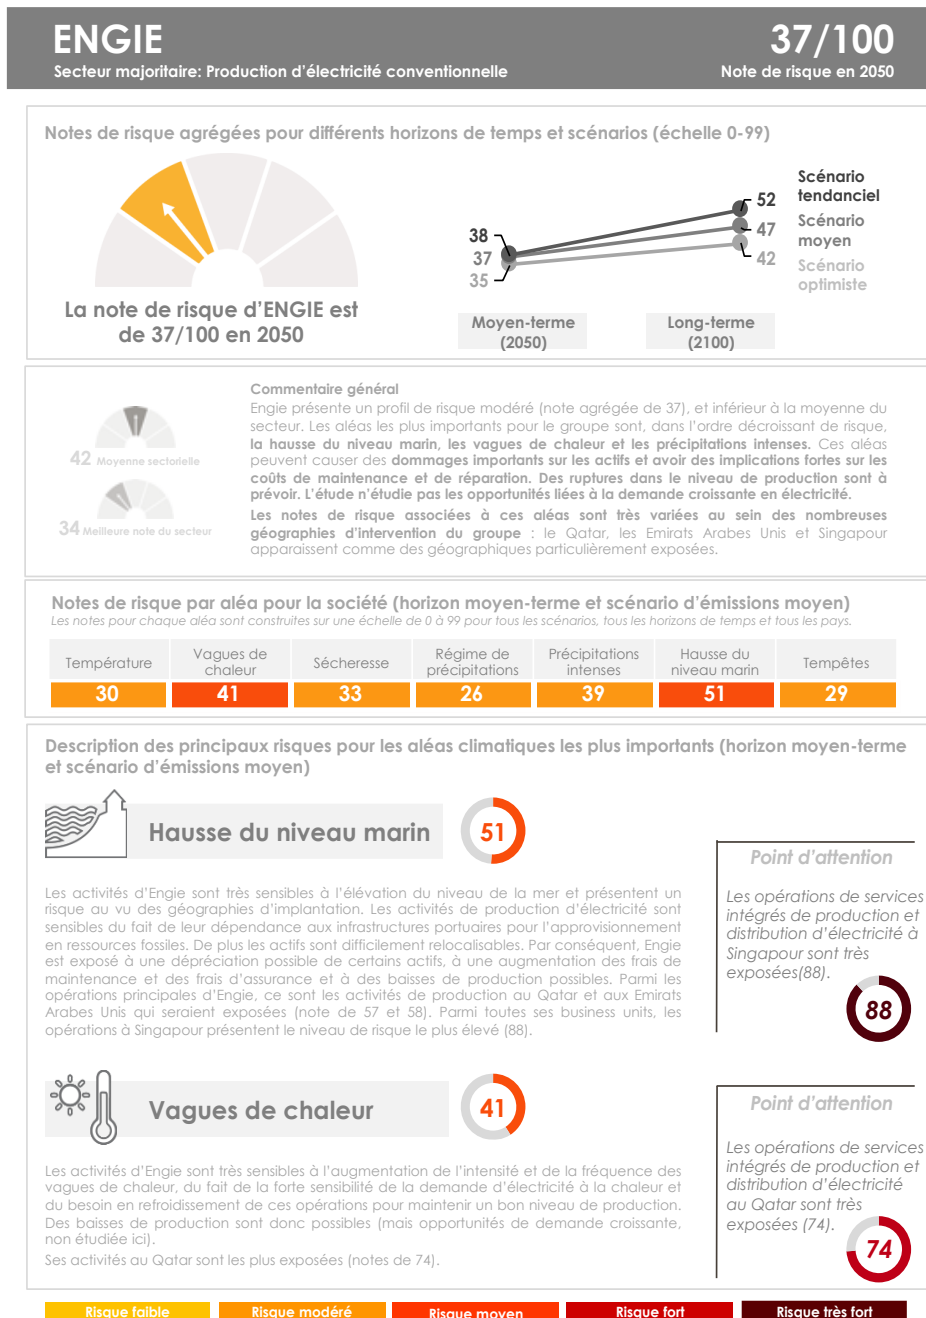 ENGIE
37/100
Secteur majoritaire: Production d'électricité conventionnelle
Note de risque en 2050
Notes de risque agrégées pour différents horizons de temps et scénarios (échelle 0-99)
La note de risque d'ENGIE est
de 37/100 en 2050
38
37
35
52
47
42
Scénario
tendanciel
Scénario
moyen
Scénario
optimiste
Moyen-terme
(2050)
Long-terme
(2100)
42 Moyenne sectorielle
34 Meilleure note du secteur
Commentaire général
Engie présente un profil de risque modéré (note agrégée de 37), et inférieur à la moyenne du
secteur. Les aléas les plus importants pour le groupe sont, dans l'ordre décroissant de risque,
la hausse du niveau marin, les vagues de chaleur et les précipitations intenses. Ces aléas
peuvent causer des dommages importants sur les actifs et avoir des implications fortes sur les
coûts de maintenance et de réparation. Des ruptures dans le niveau de production sont à
prévoir. L'étude n'étudie pas les opportunités liées à la demande croissante en électricité.
Les notes de risque associées à ces aléas sont très variées au sein des nombreuses
géographies d'intervention du groupe : le Qatar, les Emirats Arabes Unis et Singapour
apparaissent comme des géographiques particulièrement exposées.
Notes de risque par aléa pour la société (horizon moyen-terme et scénario d'émissions moyen)
Les notes pour chaque aléa sont construites sur une échelle de 0 à 99 pour tous les scénarios, tous les horizons de temps et tous les pays.
Température
Vagues de
chaleur
Sécheresse
Régime de
précipitations
Précipitations
intenses
Hausse du
niveau marin
Tempêtes
30
41
33
26
39
51
29
Description des principaux risques pour les aléas climatiques les plus importants (horizon moyen-terme
et scénario d'émissions moyen)
Hausse du niveau marin
51
Les activités d'Engie sont très sensibles à l'élévation du niveau de la mer et présentent un
risque au vu des géographies d'implantation. Les activités de production d'électricité sont
sensibles du fait de leur dépendance aux infrastructures portuaires pour l'approvisionnement
en ressources fossiles. De plus les actifs sont difficilement relocalisables. Par conséquent, Engie
est exposé à une dépréciation possible de certains actifs, à une augmentation des frais de
maintenance et des frais d'assurance et à des baisses de production possibles. Parmi les
opérations principales d'Engie, ce sont les activités de production au Qatar et aux Emirats
Arabes Unis qui seraient exposées (note de 57 et 58). Parmi toutes ses business units, les
opérations à Singapour présentent le niveau de risque le plus élevé (88).
Point d'attention
Les opérations de services
intégrés de production et
distribution d'électricité à
Singapour sont très
exposées(88).
88
Vagues de chaleur
41
Les activités d'Engie sont très sensibles à l'augmentation de l'intensité et de la fréquence des
vagues de chaleur, du fait de la forte sensibilité de la demande d'électricité à la chaleur et
du besoin en refroidissement de ces opérations pour maintenir un bon niveau de production.
Des baisses de production sont donc possibles (mais opportunités de demande croissante,
non étudiée ici).
Ses activités au Qatar sont les plus exposées (notes de 74).
Point d'attention
Les opérations de services
intégrés de production et
distribution d'électricité
au Qatar sont très
exposées (74).
74
Risque faible
Risque modéré
Risque moyen
Risque fort
Risque très fort